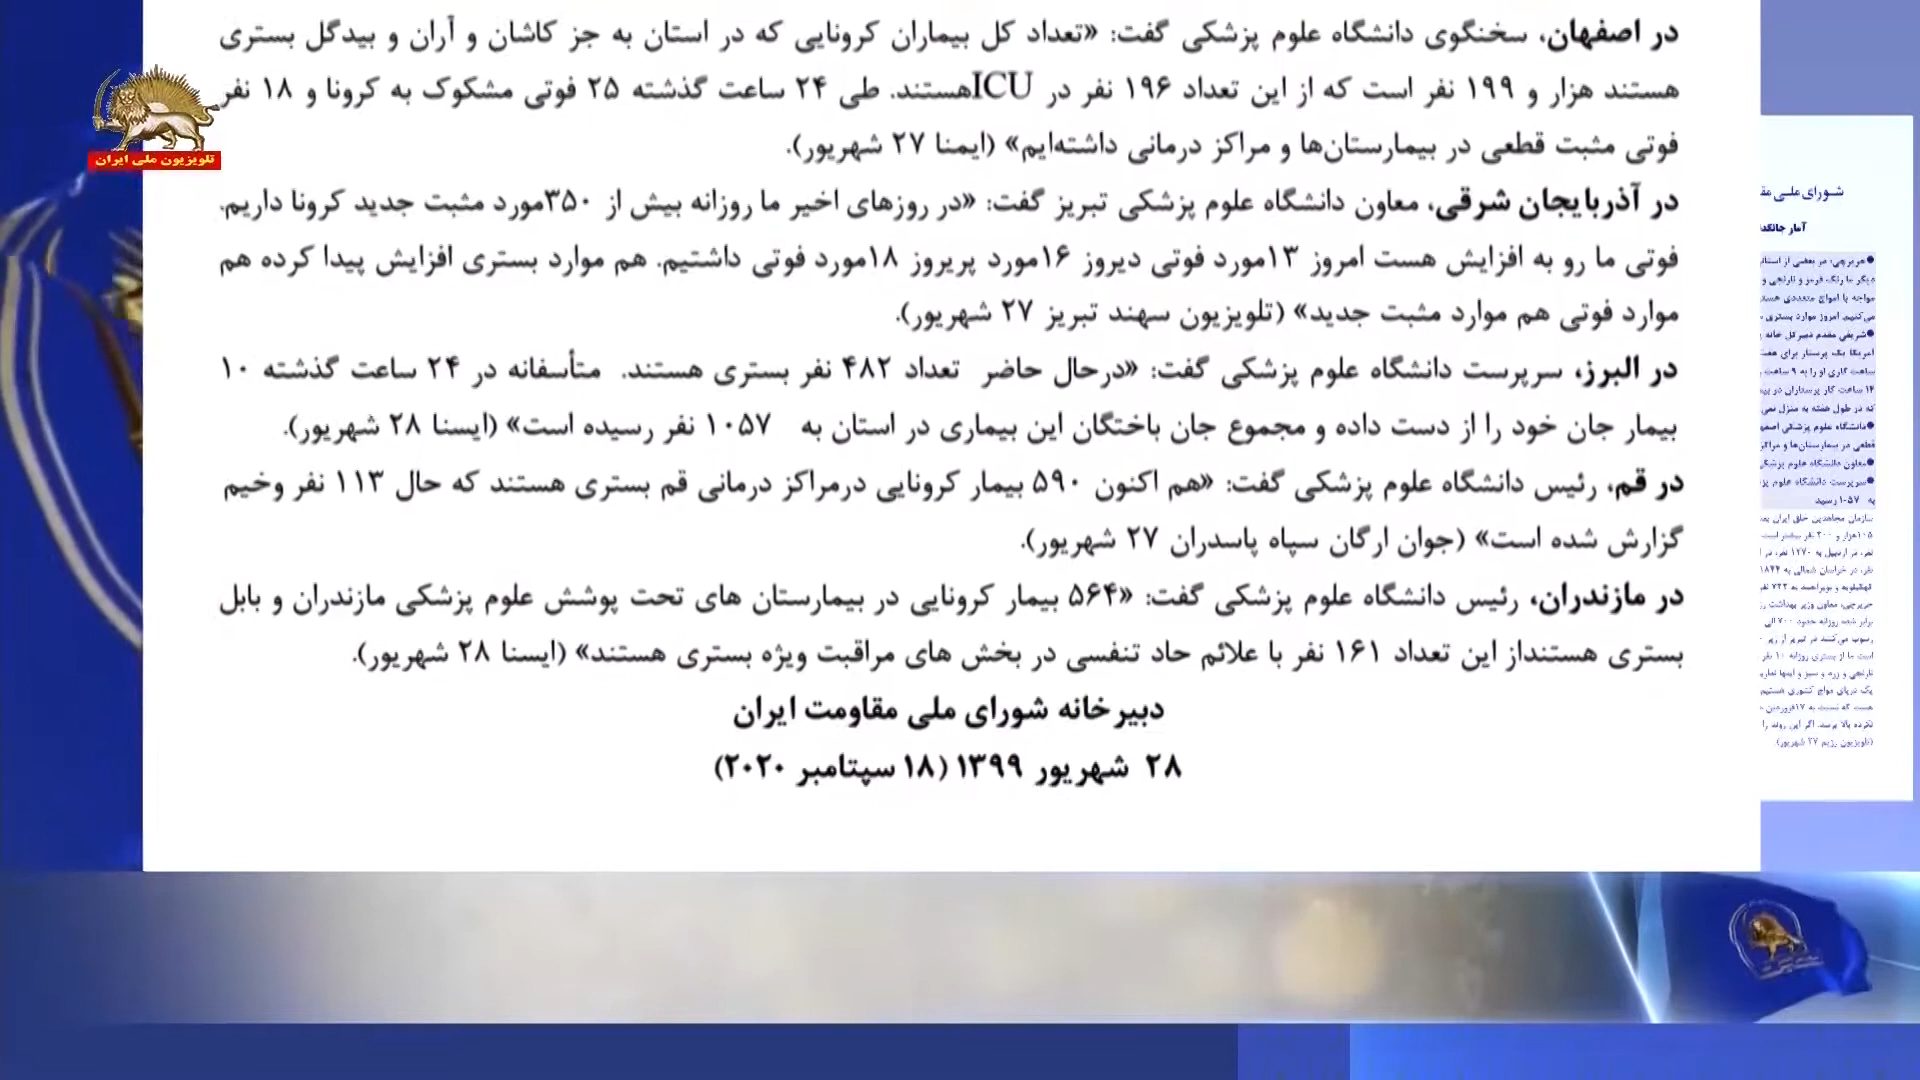 در اصفهان، سخنگوی دانشگاه علوم پزشکی گفت: «تعداد کل بیماران کرونایی که در استان به جز کاشان و آران و بیدگل بستری
هستند هزار و ۱۹۹ نفر است که از این تعداد ۱۹۶ نفر در ICUهستند. طی ۲۴ ساعت گذشته ۲۵ فوتی مشکوک به کرونا و ۱۸ نفر
فوتی مثبت قطعی در بیمارستان‌ها و مراکز درمانی داشته‌ایم» (ایمنا ۲۷ شهریور).
در آذربایجان شرقی، معاون دانشگاه علوم پزشکی تبریز گفت: «در روزهای اخیر ما روزانه بیش از ۳۵۰مورد مثبت جدید کرونا داریم.
فوتی ما رو به افزایش هست امروز ۱۳مورد فوتی دیروز ۱۶مورد پریروز ۱۸مورد فوتی داشتیم. هم موارد بستری افزایش پیدا کرده هم
موارد فوتی هم موارد مثبت جدید» (تلویزیون سهند تبریز ۲۷ شهریور).
در البرز، سرپرست دانشگاه علوم پزشکی گفت: «درحال حاضر تعداد ۴۸۲ نفر بستری هستند. متأسفانه در ۲۴ ساعت گذشته ۱۰
بیمار جان خود را از دست داده و مجموع جان باختگان این بیماری در استان به ۱۰۵۷ نفر رسیده است» (ایسنا ۲۸ شهریور).
در قم، رئیس دانشگاه علوم پزشکی گفت: «هم اکنون ۵۹۰ بیمار کرونایی درمراکز درمانی قم بستری هستند که حال ۱۱۳ نفر وخیم
گزارش شده است» (جوان ارگان سپاه پاسدران ۲۷ شهریور).
در مازندران، رئیس دانشگاه علوم پزشکی گفت: «۵۶۴ بیمار کرونایی در بیمارستان های تحت پوشش علوم پزشکی مازندران و بابل
بستری هستنداز این تعداد ۱۶۱ نفر با علائم حاد تنفسی در بخش های مراقبت ویژه بستری هستند» (ایسنا ۲۸ شهریور).
دبیرخانه شورای ملی مقاومت ایران
۲۸ شهریور ۱۳۹۹ (۱۸ سپتامبر ۲۰۲۰)
تلویزیون ملی ایران
شـورای ملـی
آمار